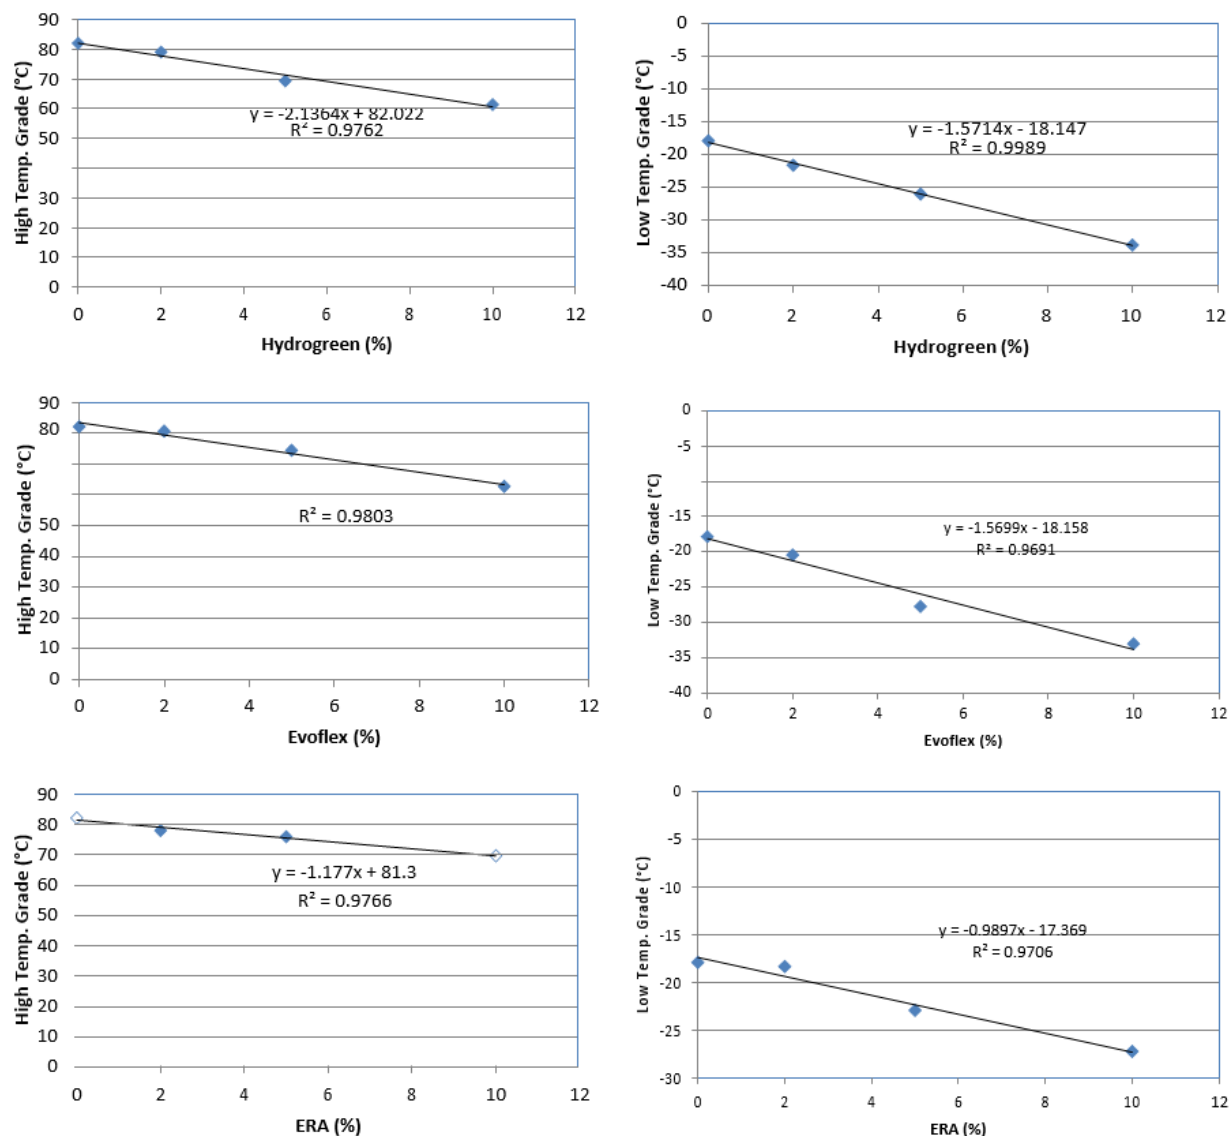 High Temp. Grade (°C)
90
80
70
60
50
40
30
20
10
0
y = -2.1364x + 82.022
R² = 0.9762
0 2 4 6 8 10 12
Hydrogreen (%)
Low Temp. Grade (°C)
-0
-5
-10
-15
-20
-25
-30
-35
-40
y = -1.5714x - 18.147
R² = 0.9989
0 2 4 6 8 10 12
Hydrogreen (%)
High Temp. Grade (°C)
90
80
50
40
30
20
10
0
R² = 0.9803
0 2 4 6 8 10 12
Evoflex (%)
Low Temp. Grade (°C)
0
-5
-15
-20
-25
-30
-35
-40
y = -1.5699x - 18.158
R² = 0.9691
0 2 4 6 8 10 12
Evoflex (%)
High Temp. Grade (°C)
90
80
70
60
50
40
30
20
10
0
y = -1.177x + 81.3
R² = 0.9766
0 2 4 6 8 10 12
ERA (%)
Low Temp. Grade (°C)
-0
-5
-10
-15
-20
-25
-30
y = -0.9897x - 17.369
R² = 0.9706
0 2 4 6 8 10 12
ERA (%)